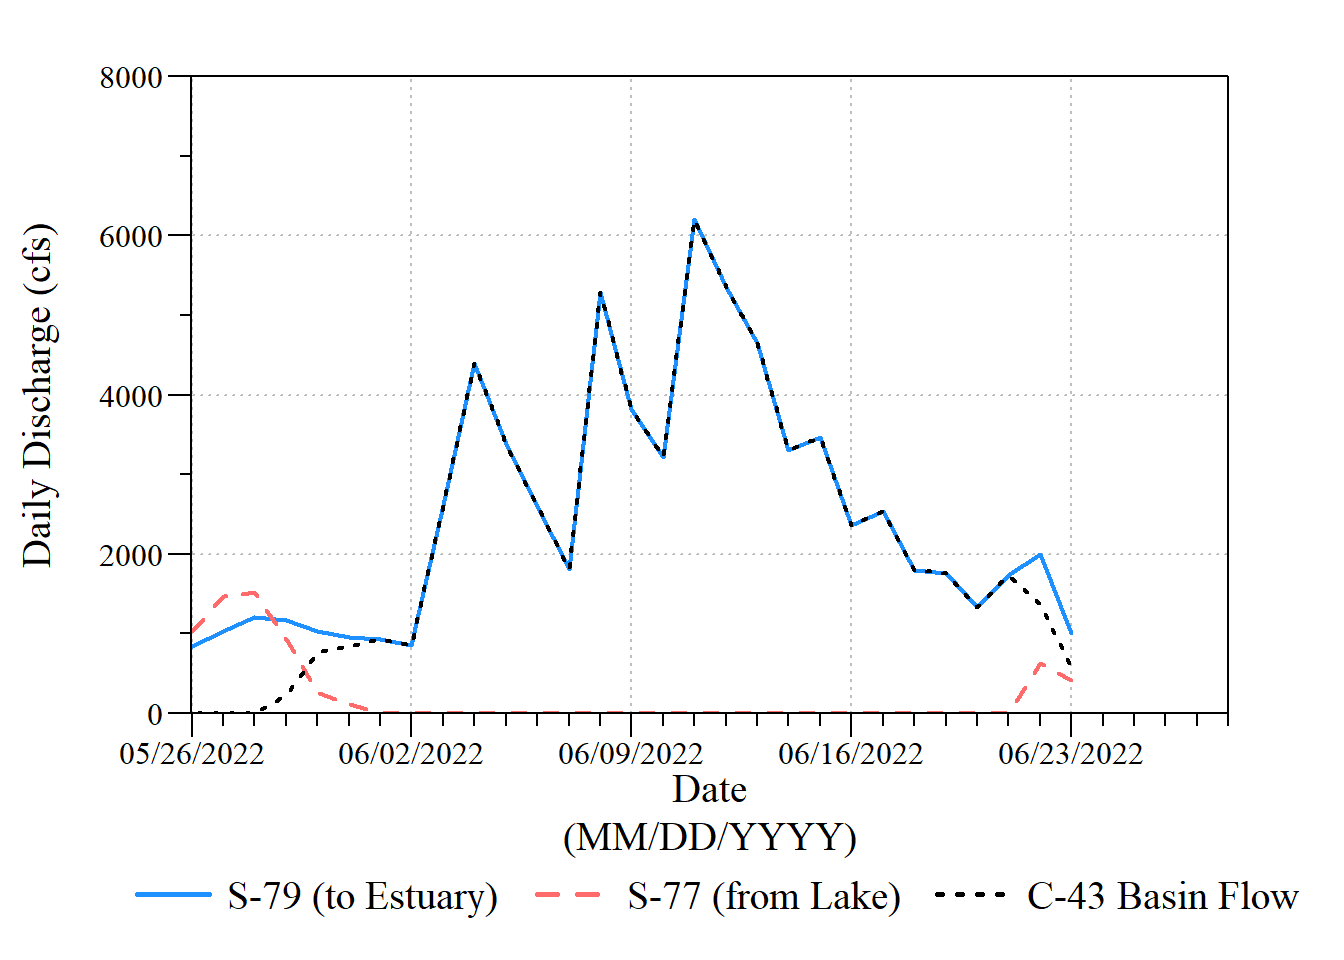 8000
6000
4000
2000
0
Daily Discharge (cfs)
05/26/2022 06/02/2022 06/09/2022 06/16/2022 06/23/2022
Date
(MM/DD/YYYY)
S-79 (to Estuary) S-77 (from Lake) C-43 Basin Flow